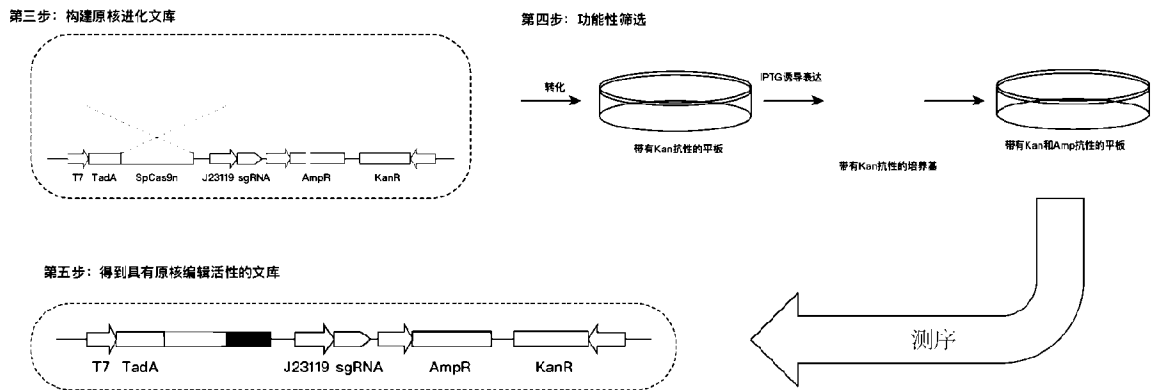 第三步：构建原核进化文库
第四步：功能性筛选
转化
IPTG诱导表达
带有Kan抗性的平板
带有Kan抗性的培养基
带有Kan和Amp抗性的平板
T7 TadA SpCas9n J23119 sgRNA AmpR KanR
第五步：得到具有原核编辑活性的文库
测序
T7 TadA J23119 sgRNA AmpR KanR